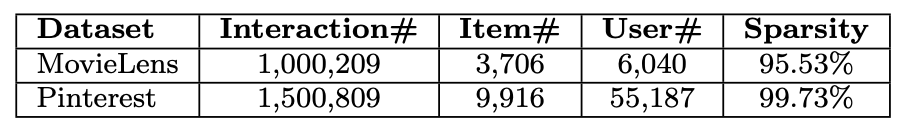 Dataset Interaction# Item# User# Sparsity
MovieLens 1,000,209 3,706 6,040 95.53%
Pinterest 1,500,809 9,916 55,187 99.73%